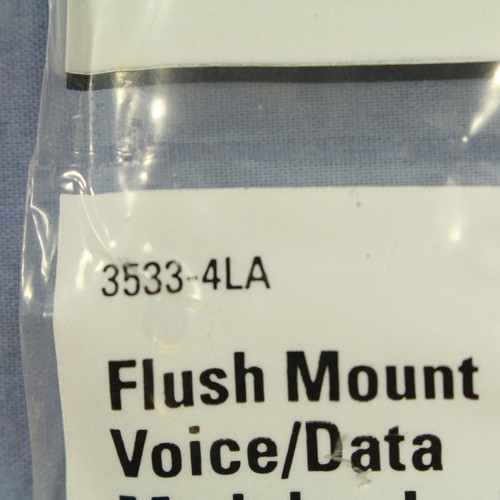 3533-4LA
Flush Mount
Voice/Data